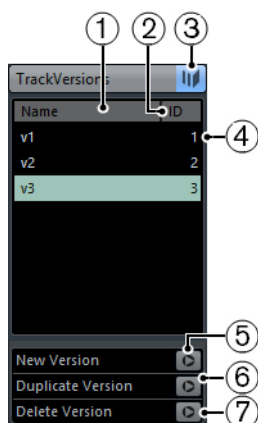 1 2 3
TrackVersions
Name ID
v1 1 4
v2 2
v3 3
5
New Version
6
Duplicate Version
Delete Version 7